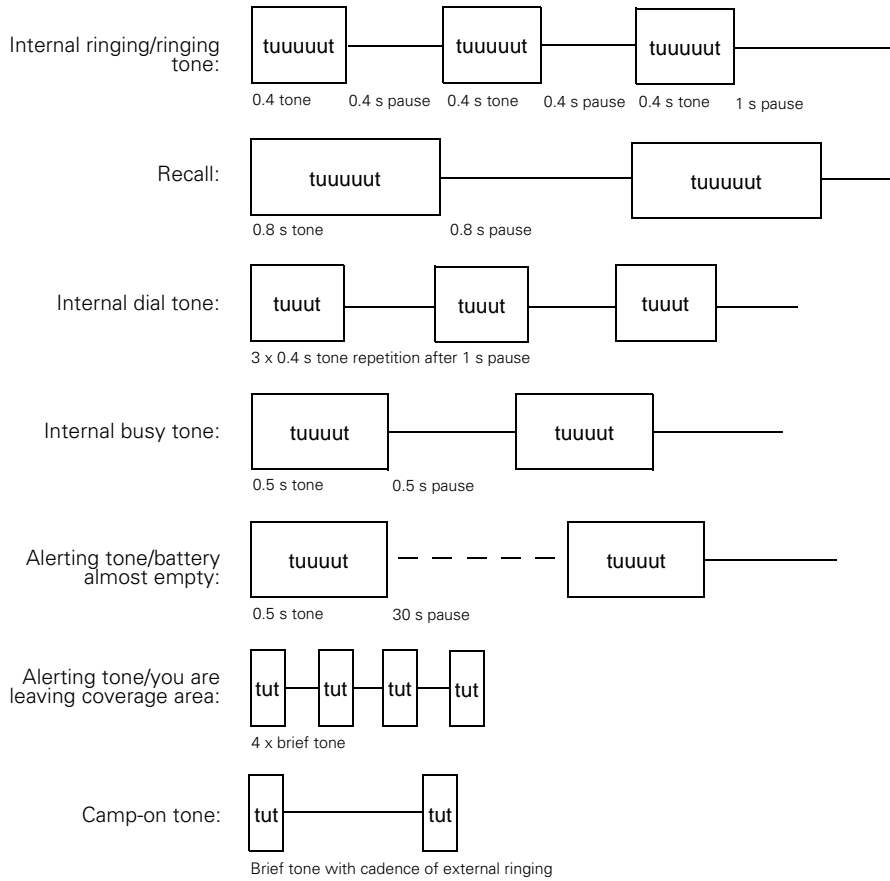 Internal ringing/ringing
tone:
tuuuuut tuuuuut tuuuuut
0.4 tone 0.4 s pause 0.4 s tone 0.4 s pause 0.4 s tone 1 s pause
Recall:
tuuuuut tuuuuut
0.8 s tone 0.8 s pause
Internal dial tone:
tuuut tuuut tuuut
3 x 0.4 s tone repetition after 1 s pause
Internal busy tone:
tuuuut tuuuut
0.5 s tone 0.5 s pause
Alerting tone/battery
almost empty:
tuuuut tuuuut
0.5 s tone 30 s pause
Alerting tone/you are
leaving coverage area:
tut tut tut tut
4 x brief tone
Camp-on tone:
tut tut
Brief tone with cadence of external ringing